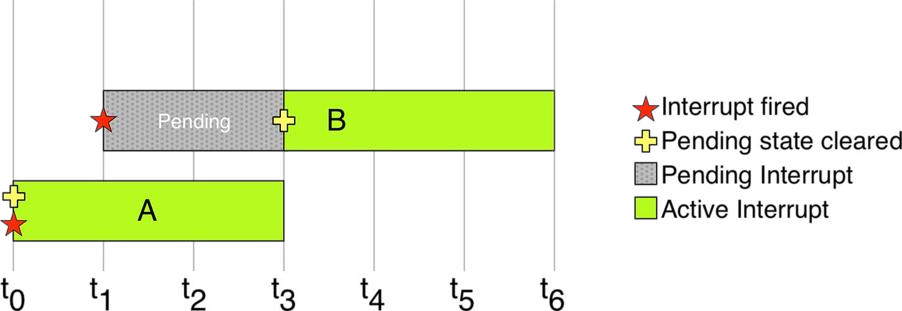 Pending
B
A
t0 t1 t2 t3 t4 t5 t6
Interrupt fired
Pending state cleared
Pending Interrupt
Active Interrupt